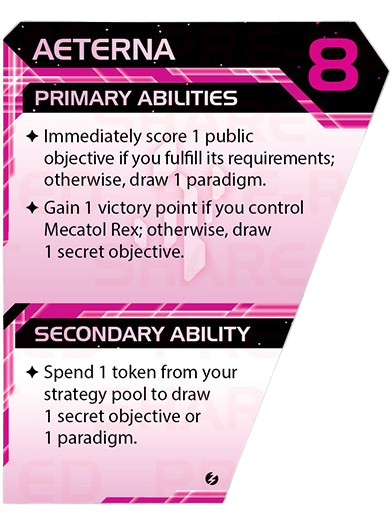 AETERNA
8
PRIMARY ABILITIES
✦ Immediately score 1 public
objective if you fulfill its requirements;
otherwise, draw 1 paradigm.
✦ Gain 1 victory point if you control
Mecatol Rex; otherwise, draw
1 secret objective.
SECONDARY ABILITY
✦ Spend 1 token from your
strategy pool to draw
1 secret objective or
1 paradigm.